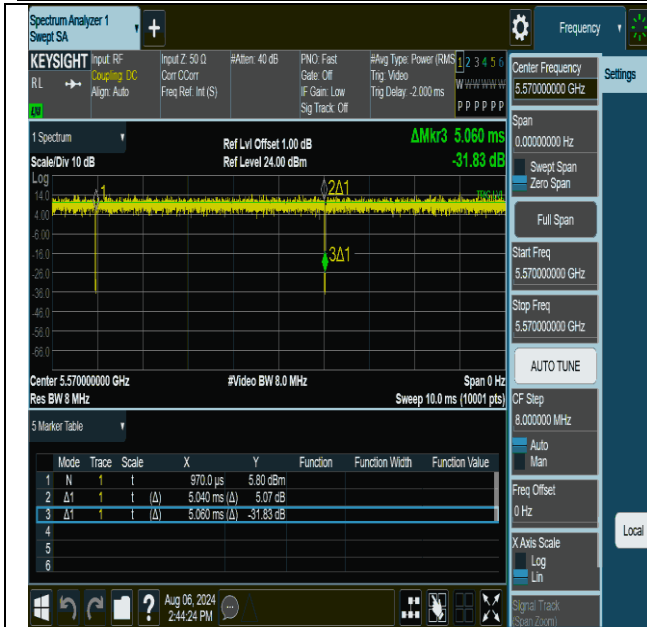 Spectrum Analyzer 1
Swept SA
Frequency
KEYSIGHT
RL
Input: RF
Coupling: DC
Align: Auto
Input Z: 50 Ω
Corr CCorr
Freq Ref: Int (S)
#Atten: 40 dB
PNO: Fast
Gate: Off
IF Gain: Low
Sig Track: Off
#Avg Type: Power (RMS
Trig: Video
Trig Delay: -2.000 ms
1 2 3 4 5 6
W W W W W W
P P P P P P
1 Spectrum
Scale/Div 10 dB
Ref Lvl Offset 1.00 dB
Ref Level 24.00 dBm
ΔMkr3 5.060 ms
-31.83 dB
Log
14.0
4.00
-6.00
-16.0
-26.0
-36.0
-46.0
-56.0
-66.0
1
2Δ1
3Δ1
Center 5.570000000 GHz
#Video BW 8.0 MHz
Span 0 Hz
Res BW 8 MHz
Sweep 10.0 ms (10001 pts)
5 Marker Table
Mode Trace Scale X Y Function Function Width Function Value
1 N 1 t 970.0 µs 5.80 dBm
2 Δ1 1 t (Δ) 5.040 ms (Δ) 5.07 dB
3 Δ1 1 t (Δ) 5.060 ms (Δ) -31.83 dB
4
5
6
Aug 06, 2024
2:44:24 PM
Center Frequency
5.57000000 GHz
Settings
Span
0.00000000 Hz
Swept Span
Zero Span
Full Span
Start Freq
5.570000000 GHz
Stop Freq
5.570000000 GHz
AUTO TUNE
CF Step
8.000000 MHz
Auto
Man
Freq Offset
0 Hz
X Axis Scale
Log
Lin
Local
Signal Track
(Span Zoom)